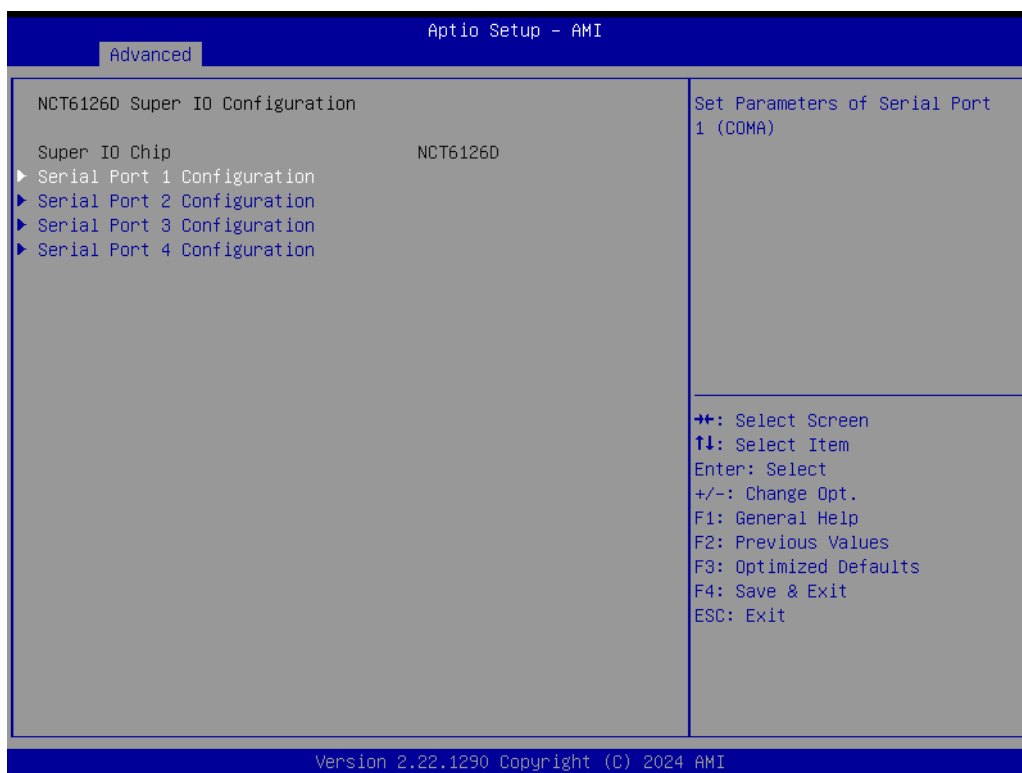 Aptio Setup - AMI
Advanced
NCT6126D Super IO Configuration
Super IO Chip NCT6126D
Serial Port 1 Configuration
Serial Port 2 Configuration
Serial Port 3 Configuration
Serial Port 4 Configuration
Set Parameters of Serial Port
1 (COMA)
→←: Select Screen
↑↓: Select Item
Enter: Select
+/-: Change Opt.
F1: General Help
F2: Previous Values
F3: Optimized Defaults
F4: Save & Exit
ESC: Exit
Version 2.22.1290 Copyright (C) 2024 AMI